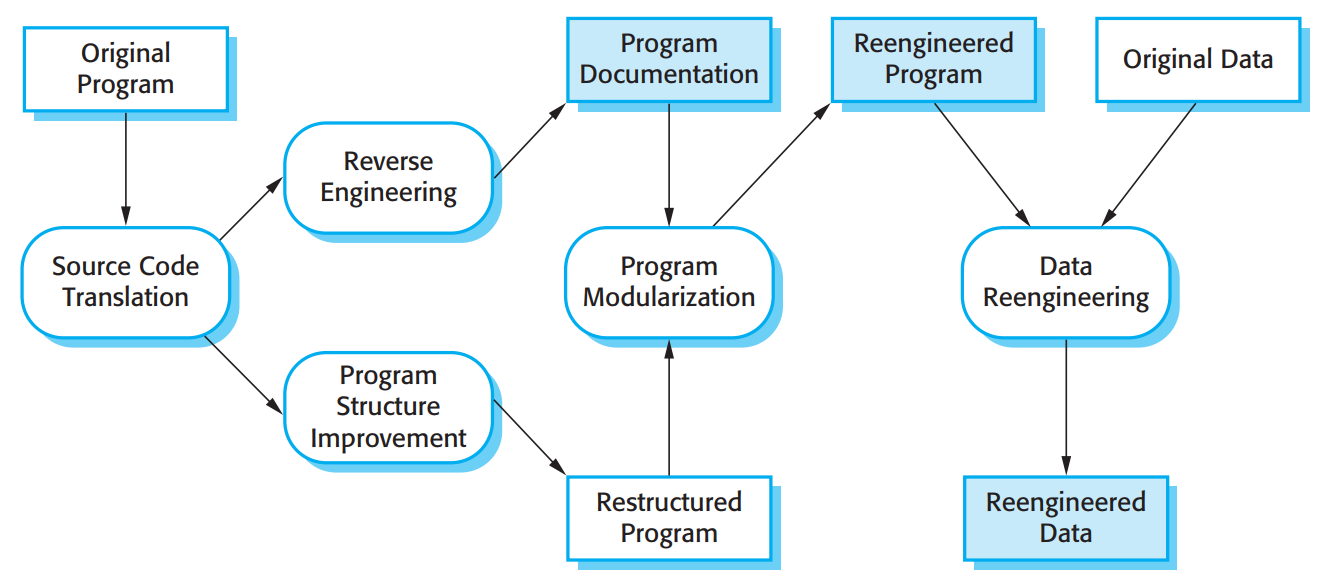 Original
Program
Program
Documentation
Reengineered
Program
Original Data
Reverse
Engineering
Source Code
Translation
Program
Modularization
Data
Reengineering
Program
Structure
Improvement
Restructured
Program
Reengineered
Data